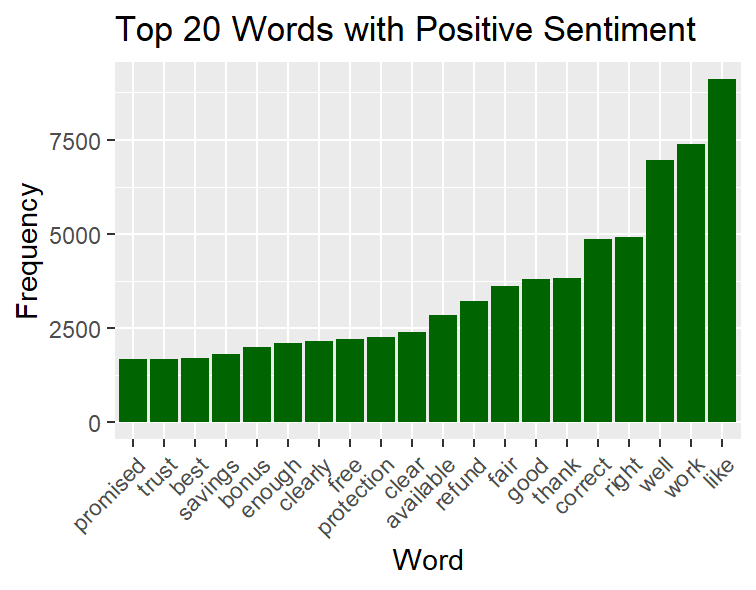 Top 20 Words with Positive Sentiment
Frequency
7500
5000
2500
0
promised
trust
best
savings
bonus
enough
clearly
free
protection
clear
available
refund
fair
good
thank
correct
right
well
work
like
Word